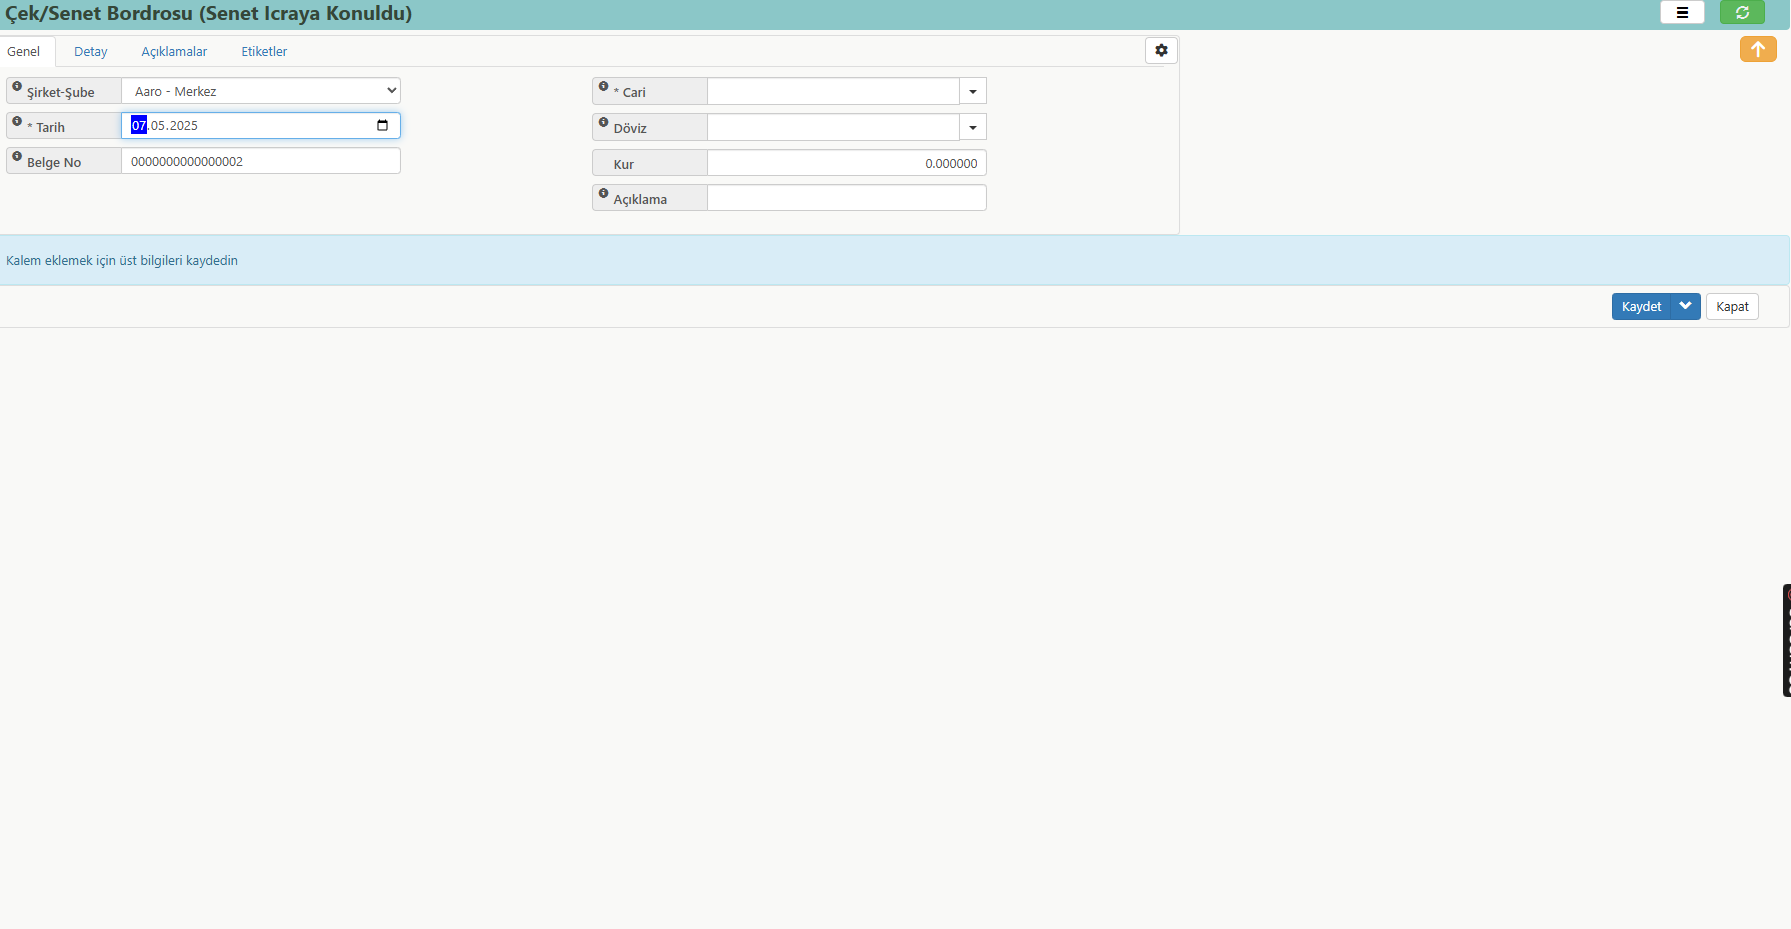 Çek/Senet Bordrosu (Senet Icraya Konuldu)
Genel Detay Açıklamalar Etiketler
Şirket-Şube Aaro - Merkez
* Tarih 07.05.2025
Belge No 0000000000000002
* Cari
Döviz
Kur 0.000000
Açıklama
Kalem eklemek için üst bilgileri kaydedin
Kaydet Kapat